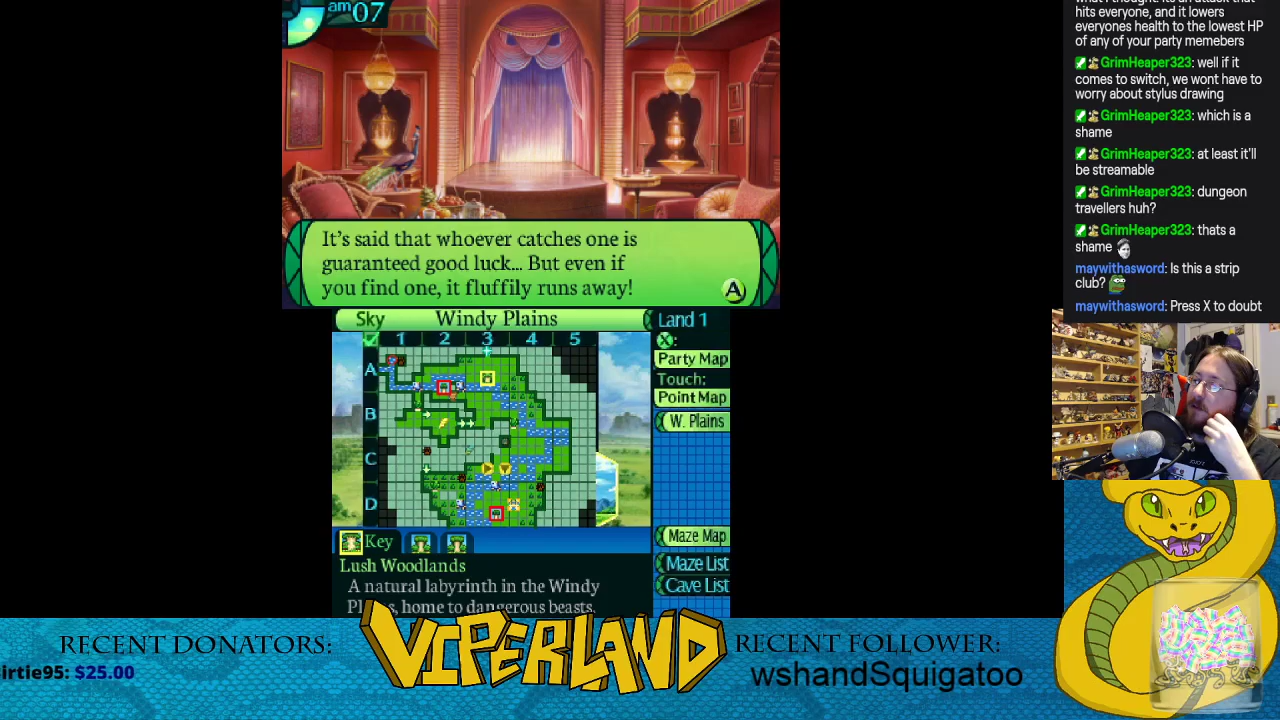 am 07
It's said that whoever catches one is
guaranteed good luck... But even if
you find one, it fluffily runs away!
A
Sky
Windy Plains
Land 1
1 2 3 4 5
A
B
C
D
X:
Party Map
Touch:
Point Map
W. Plains
Maze Map
Maze List
Cave List
Key
Lush Woodlands
A natural labyrinth in the Windy
Plains, home to dangerous beasts.
what I thought. Its an attack that
hits everyone, and it lowers
everyones health to the lowest HP
of any of your party memebers
GrimHeaper323: well if it
comes to switch, we wont have to
worry about stylus drawing
GrimHeaper323: which is a
shame
GrimHeaper323: at least it'll
be streamable
GrimHeaper323: dungeon
travellers huh?
GrimHeaper323: thats a
shame
maywithasword: Is this a strip
club?
maywithasword: Press X to doubt
RECENT DONATORS:
irtie95: $25.00
VIPERLAND
RECENT FOLLOWER:
wshandSquigatoo